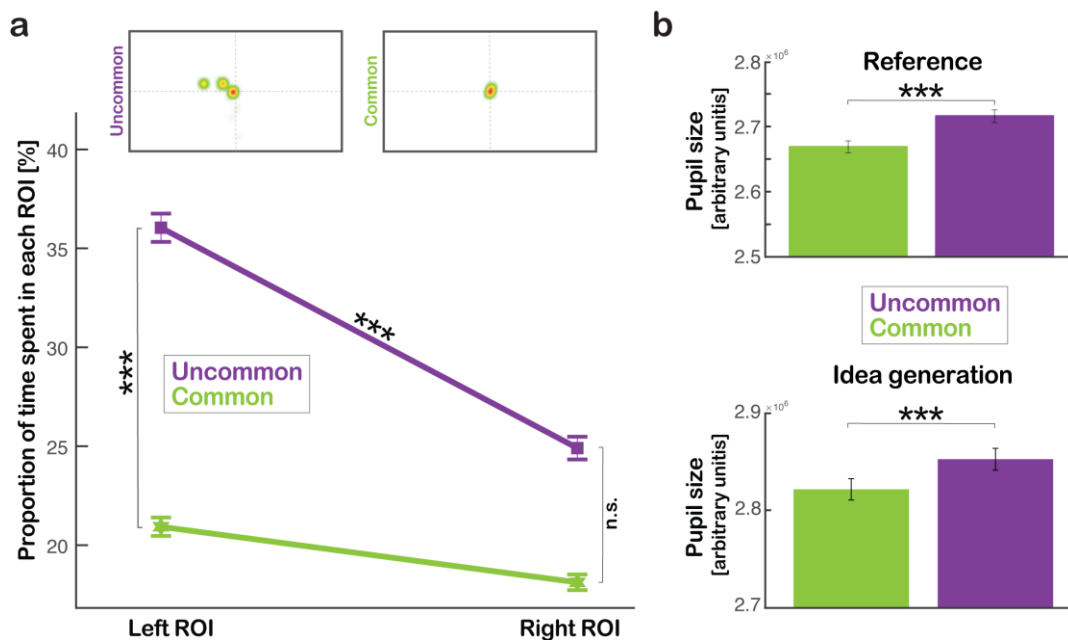 a
Uncommon
Common
Proportion of time spent in each ROI [%]
40
35
30
25
20
***
***
n.s.
Uncommon
Common
Left ROI
Right ROI
b
Reference
×10⁶
2.8
2.7
2.6
2.5
Pupil size
[arbitrary unitis]
***
Uncommon
Common
Idea generation
×10⁶
2.9
2.8
2.7
Pupil size
[arbitrary unitis]
***